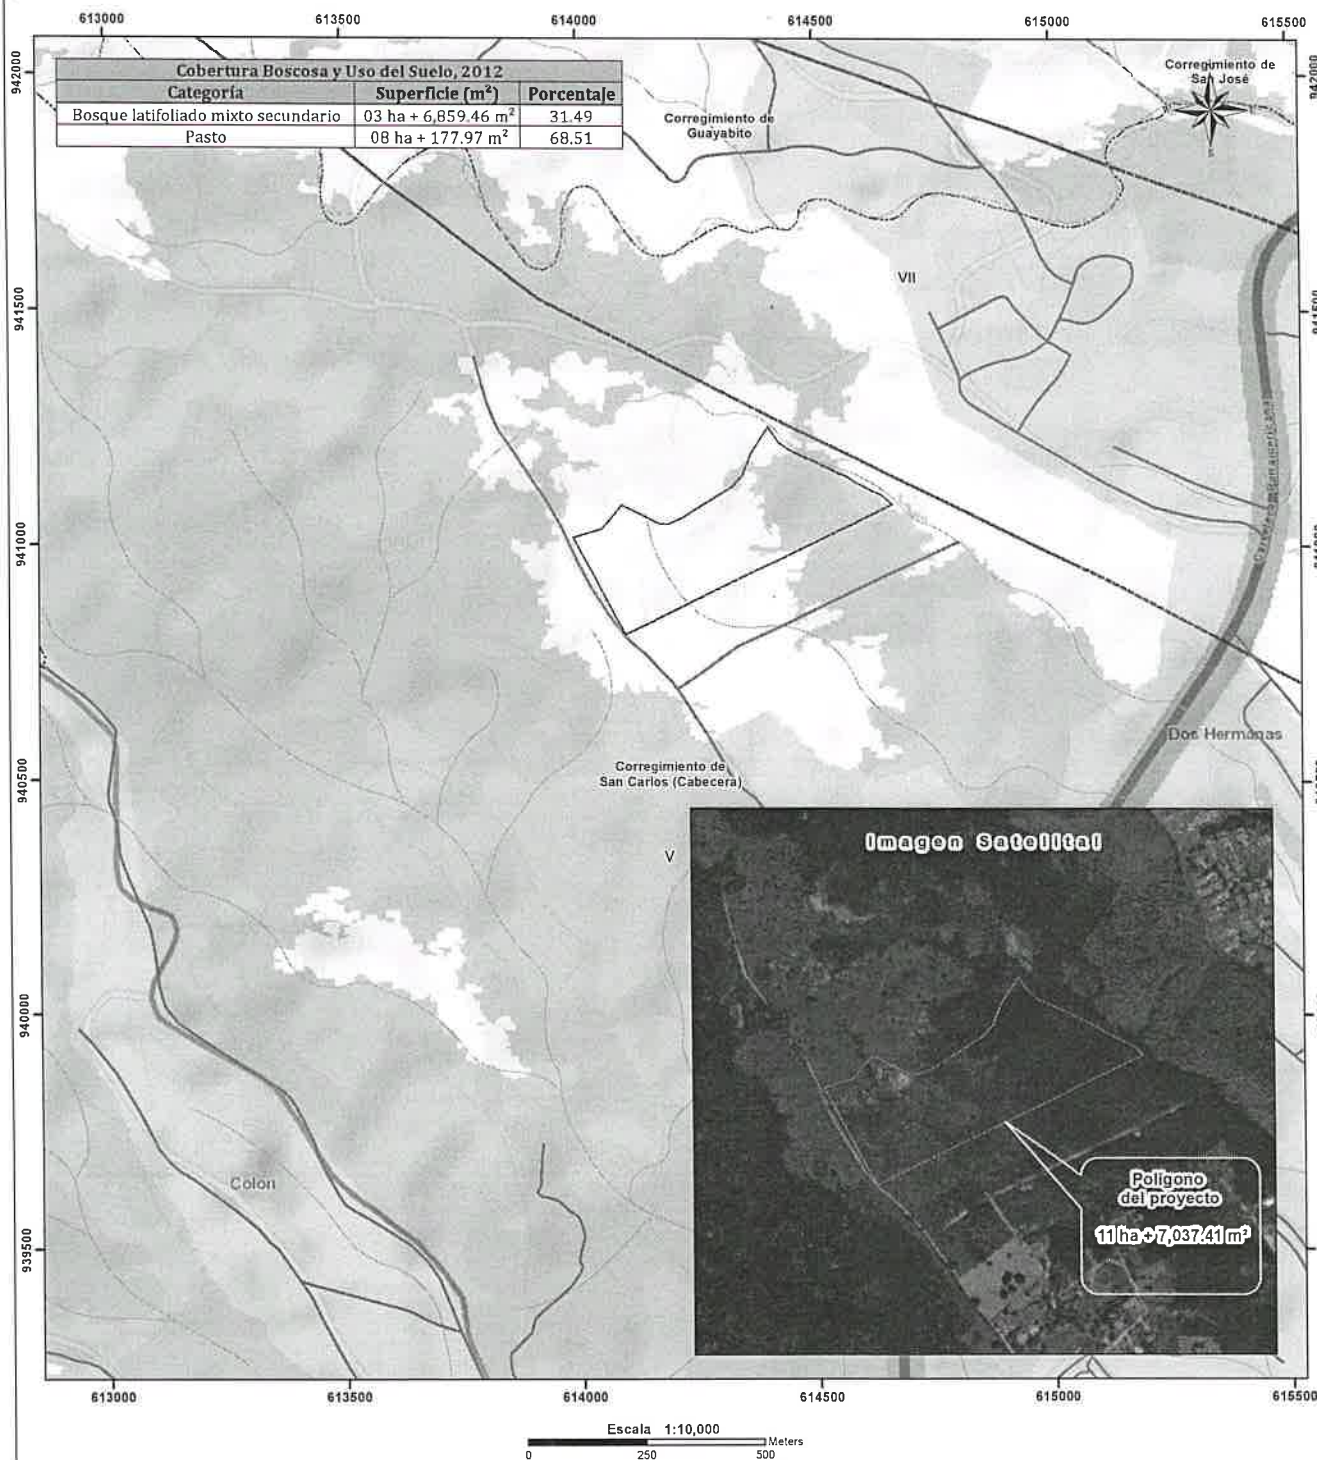 613000 613500 614000 614500 615000 615500
942000
942000
Cobertura Boscosa y Uso del Suelo, 2012
Categoría Superficie (m²) Porcentaje
Bosque latifoliado mixto secundario 03 ha + 6,859.46 m² 31.49
Pasto 08 ha + 177.97 m² 68.51
Corregimiento de
Guayabito
Corregimiento de
San José
S
VII
941500
941000
940500
940000
939500
Dos Hermanas
Corregimiento de
San Carlos (Cabecera)
V
Colon
Imagen Satelital
Poligono
del proyecto
11 ha + 7,037.41 m²
613000 613500 614000 614500 615000 615500
Escala 1:10,000
Meters
0 250 500